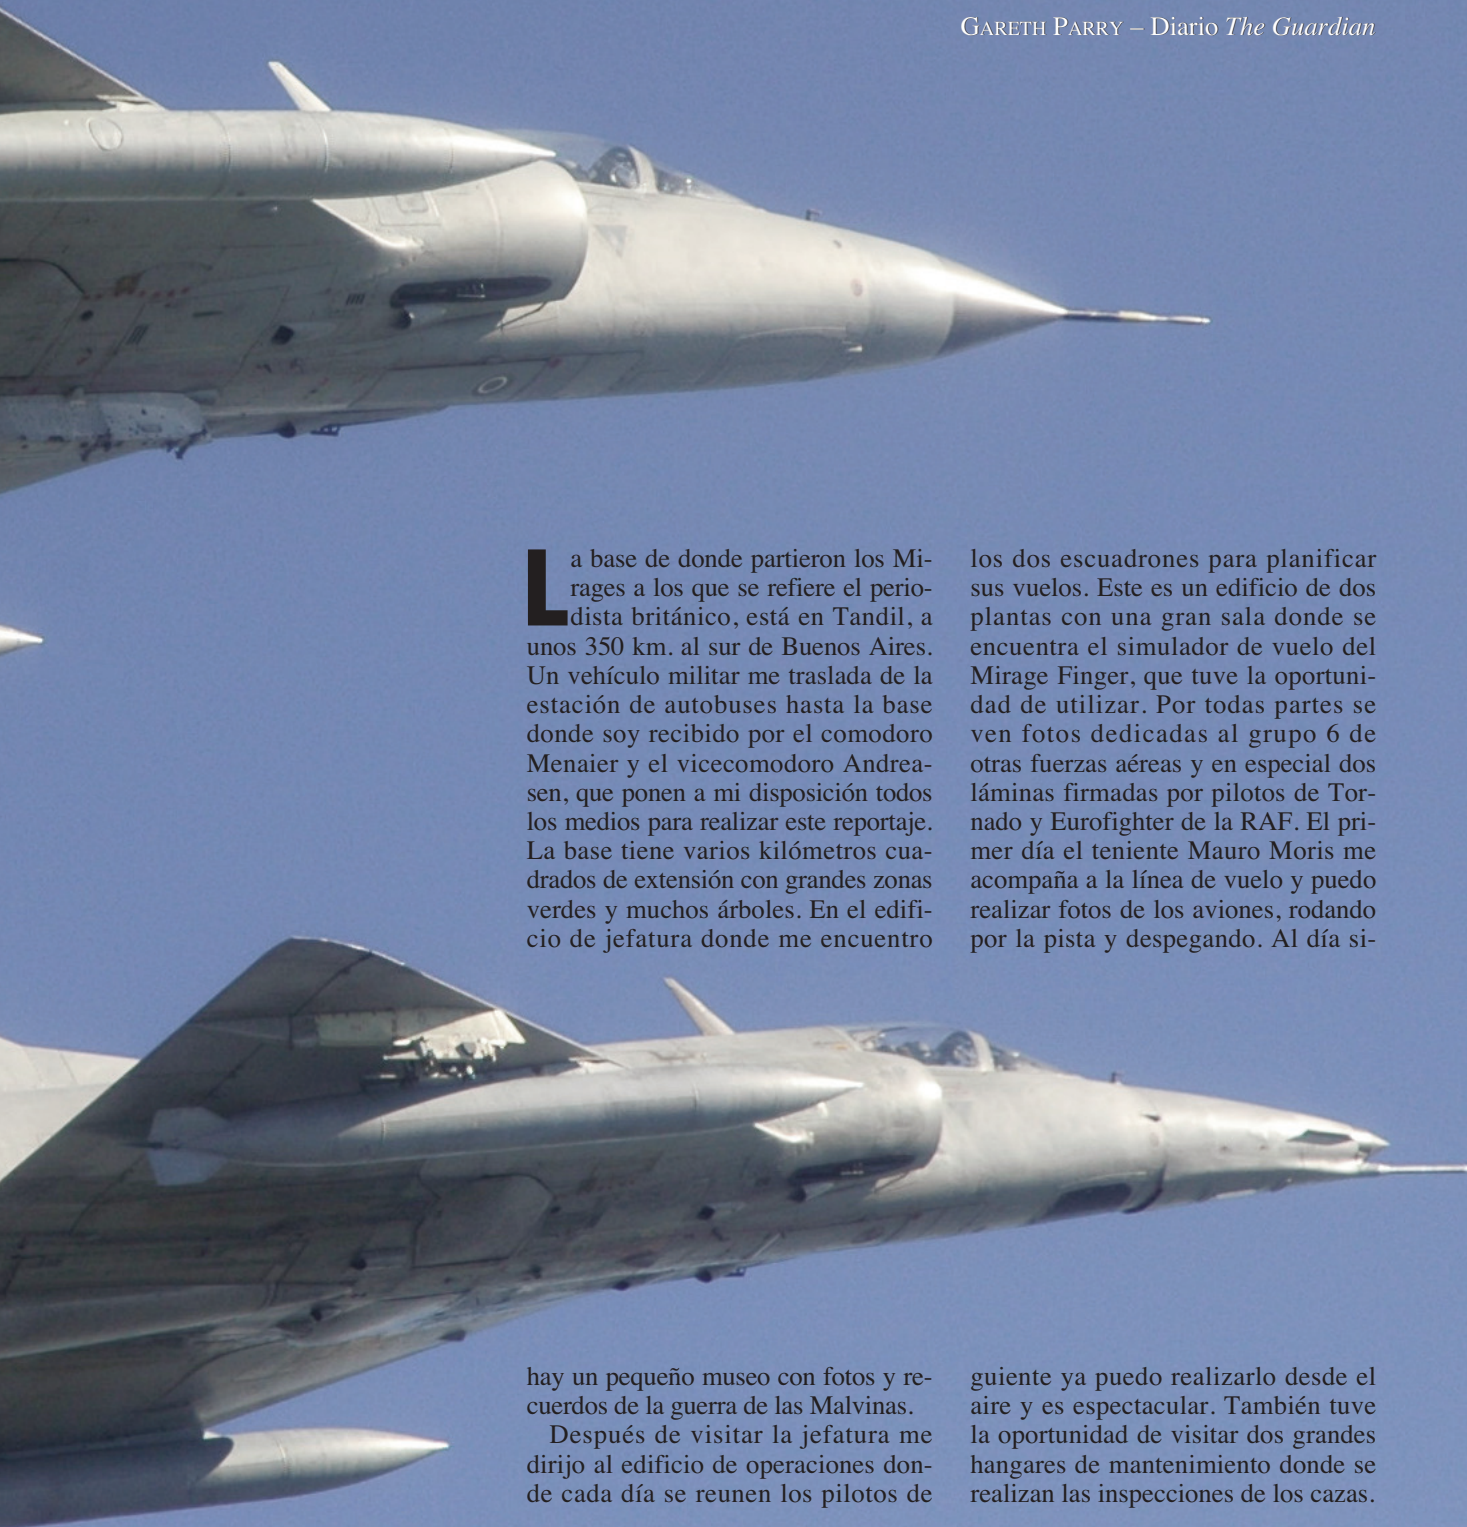 GARETH PARRY – Diario The Guardian
La base de donde partieron los Mi-
rages a los que se refiere el perio-
dista británico, está en Tandil, a
unos 350 km. al sur de Buenos Aires.
Un vehículo militar me traslada de la
estación de autobuses hasta la base
donde soy recibido por el comodoro
Menaier y el vicecomodoro Andrea-
sen, que ponen a mi disposición todos
los medios para realizar este reportaje.
La base tiene varios kilómetros cua-
drados de extensión con grandes zonas
verdes y muchos árboles. En el edifi-
cio de jefatura donde me encuentro
hay un pequeño museo con fotos y re-
cuerdos de la guerra de las Malvinas.
Después de visitar la jefatura me
dirijo al edificio de operaciones don-
de cada día se reunen los pilotos de
los dos escuadrones para planificar
sus vuelos. Este es un edificio de dos
plantas con una gran sala donde se
encuentra el simulador de vuelo del
Mirage Finger, que tuve la oportuni-
dad de utilizar. Por todas partes se
ven fotos dedicadas al grupo 6 de
otras fuerzas aéreas y en especial dos
láminas firmadas por pilotos de Tor-
nado y Eurofighter de la RAF. El pri-
mer día el teniente Mauro Moris me
acompaña a la línea de vuelo y puedo
realizar fotos de los aviones, rodando
por la pista y despegando. Al día si-
guiente ya puedo realizarlo desde el
aire y es espectacular. También tuve
la oportunidad de visitar dos grandes
hangares de mantenimiento donde se
realizan las inspecciones de los cazas.